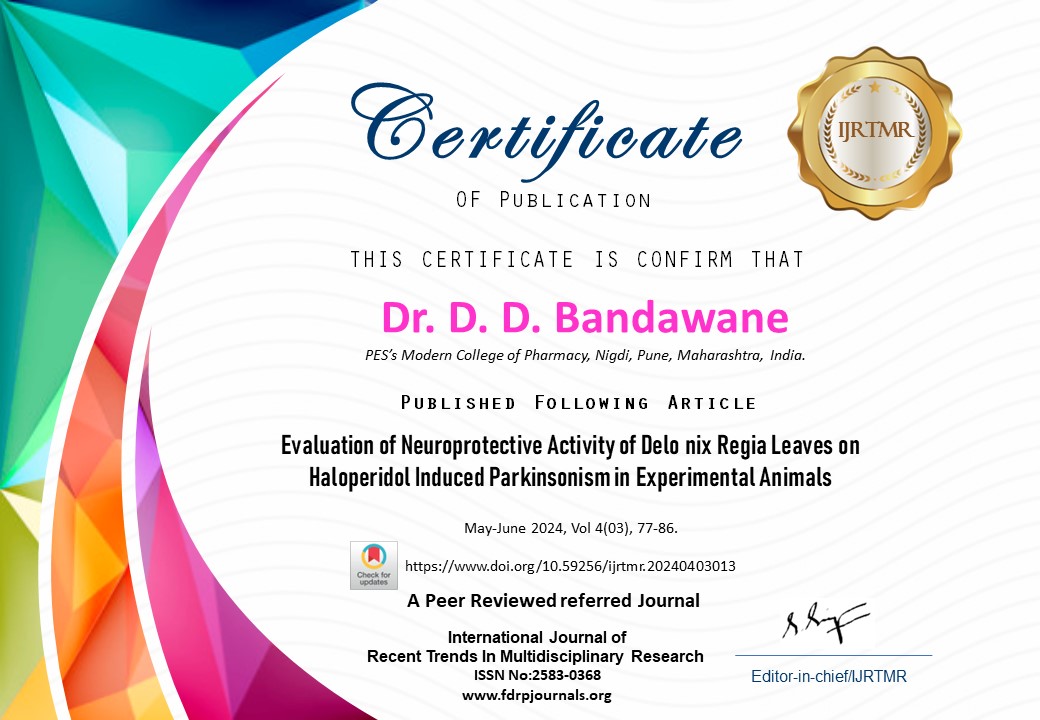 Certificate
IJRTMR
OF PUBLICATION
THIS CERTIFICATE IS CONFIRM THAT
Dr. D. D. Bandawane
PES's Modern College of Pharmacy, Nigdi, Pune, Maharashtra, India.
PUBLISHED FOLLOWING ARTICLE
Evaluation of Neuroprotective Activity of Delo nix Regia Leaves on
Haloperidol Induced Parkinsonism in Experimental Animals
May-June 2024, Vol 4(03), 77-86.
Check for
updates
https://www.doi.org/10.59256/ijrtmr.20240403013
A Peer Reviewed referred Journal
International Journal of
Recent Trends In Multidisciplinary Research
ISSN No:2583-0368
www.fdrpjournals.org
Editor-in-chief/IJRTMR